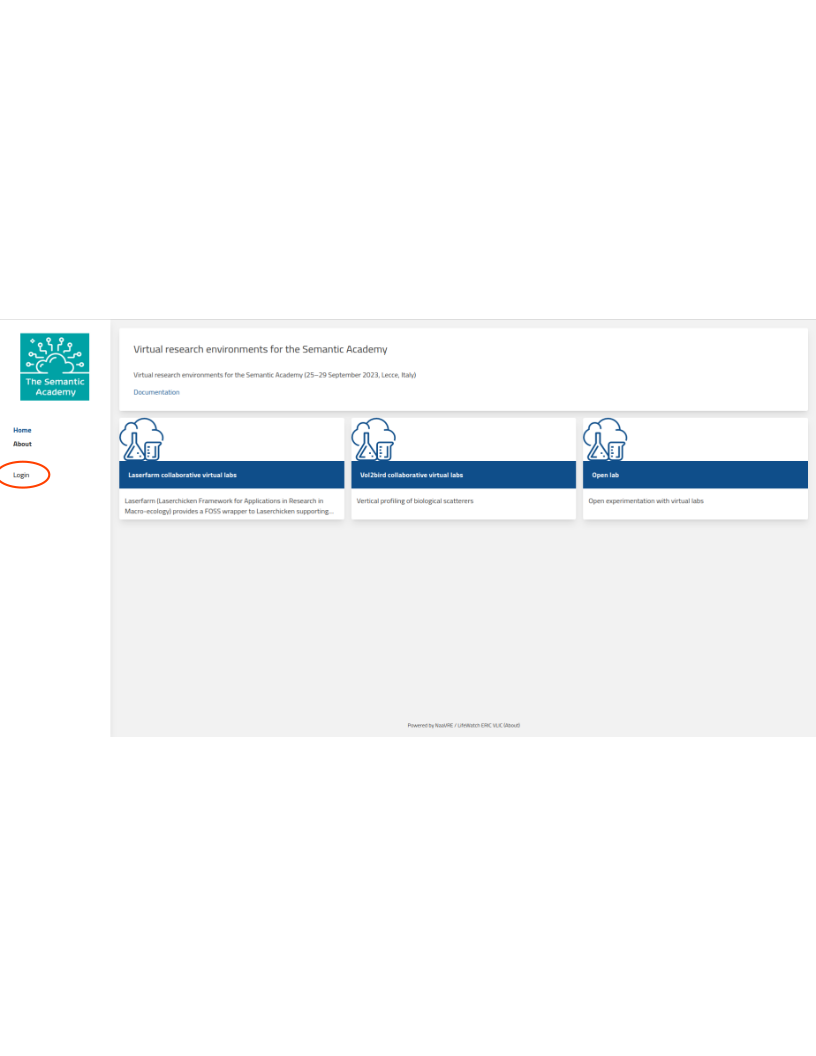 The Semantic
Academy
Home
About
Login
Virtual research environments for the Semantic Academy
Virtual research environments for the Semantic Academy (25–29 September 2023, Lecce, Italy)
Documentation
Laserfarm collaborative virtual labs
Laserfarm (Laserchicken Framework for Applications in Research in
Macro-ecology) provides a FOSS wrapper to Laserchicken supporting...
Vol2bird collaborative virtual labs
Vertical profiling of biological scatterers
Open lab
Open experimentation with virtual labs
Powered by NaaVRE / LifeWatch ERIC VLIC (About)